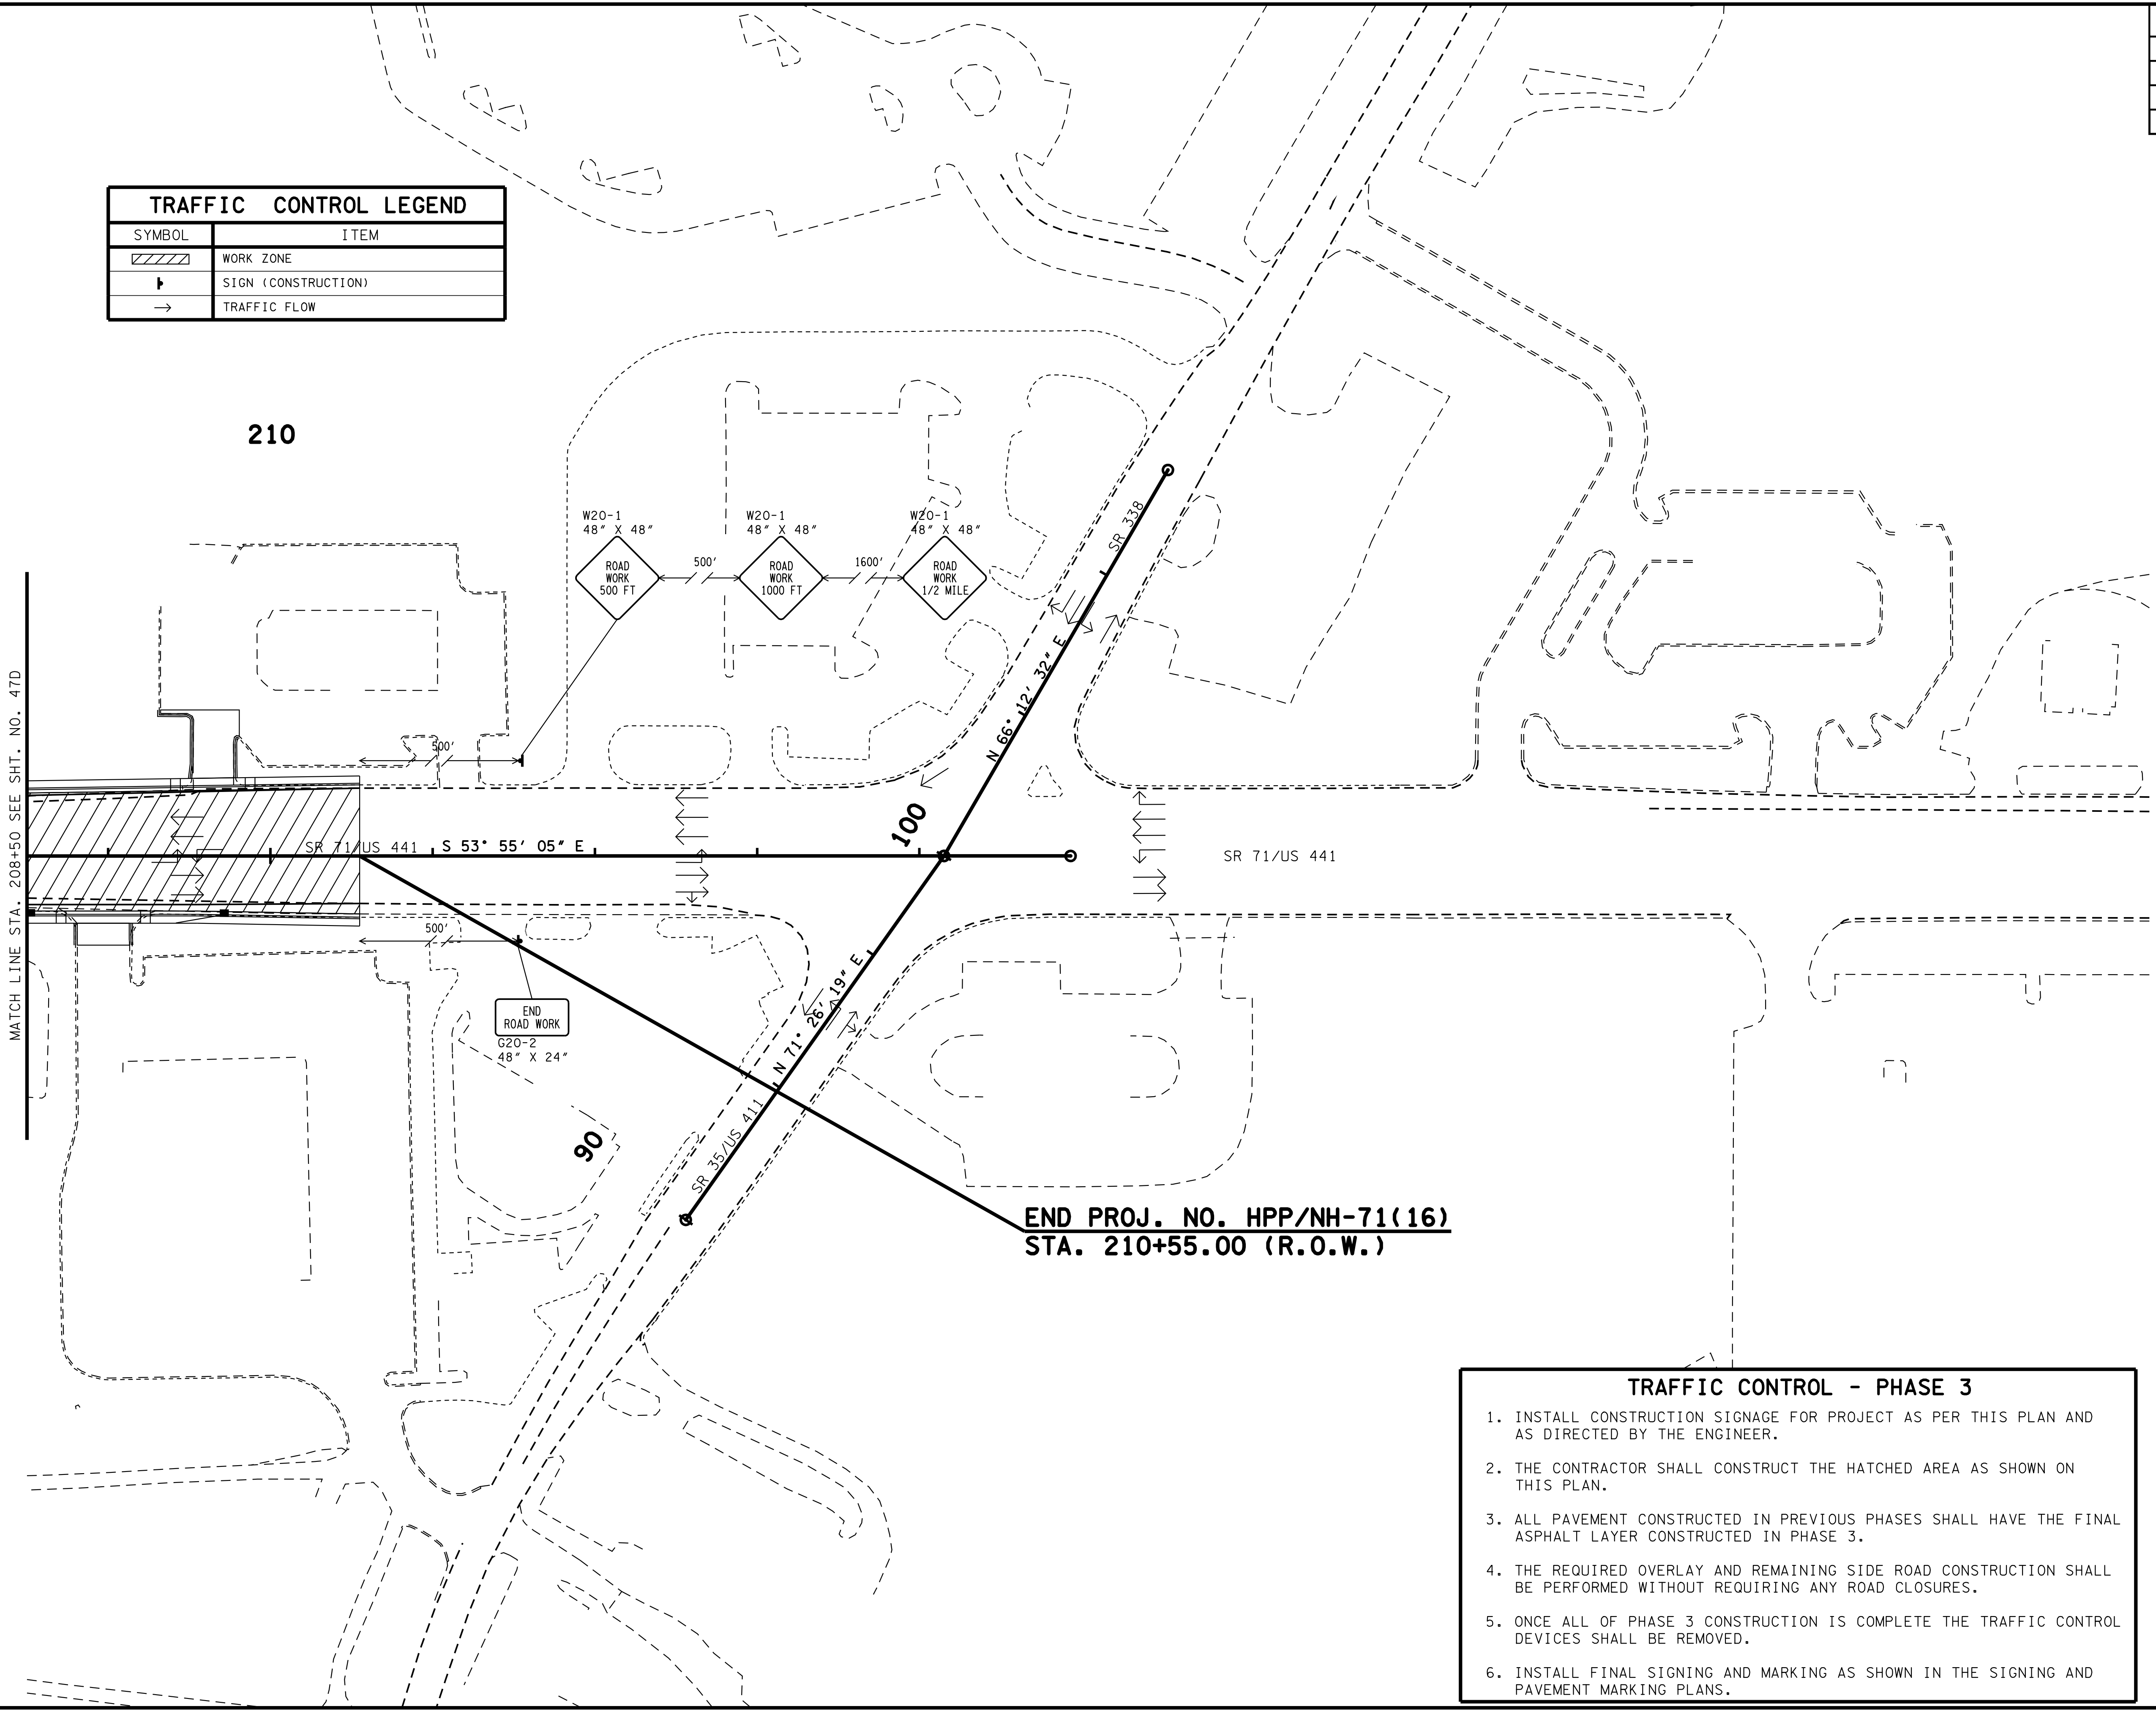 TRAFFIC CONTROL LEGEND
SYMBOL ITEM
WORK ZONE
SIGN (CONSTRUCTION)
TRAFFIC FLOW
210
W20-1
48" X 48"
ROAD
WORK
500 FT
500'
W20-1
48" X 48"
ROAD
WORK
1000 FT
1600'
W20-1
48" X 48"
ROAD
WORK
1/2 MILE
SR 338
N 66° 12' 32" E
MATCH LINE STA. 208+50 SEE SHT. NO. 47D
500'
100
SR 71/US 441
S 53° 55' 05" E
SR 71/US 441
500'
END
ROAD WORK
G20-2
48" X 24"
N 71° 26' 19" E
SR 35/US 411
90
END PROJ. NO. HPP/NH-71(16)
STA. 210+55.00 (R.O.W.)
TRAFFIC CONTROL - PHASE 3
1. INSTALL CONSTRUCTION SIGNAGE FOR PROJECT AS PER THIS PLAN AND
AS DIRECTED BY THE ENGINEER.
2. THE CONTRACTOR SHALL CONSTRUCT THE HATCHED AREA AS SHOWN ON
THIS PLAN.
3. ALL PAVEMENT CONSTRUCTED IN PREVIOUS PHASES SHALL HAVE THE FINAL
ASPHALT LAYER CONSTRUCTED IN PHASE 3.
4. THE REQUIRED OVERLAY AND REMAINING SIDE ROAD CONSTRUCTION SHALL
BE PERFORMED WITHOUT REQUIRING ANY ROAD CLOSURES.
5. ONCE ALL OF PHASE 3 CONSTRUCTION IS COMPLETE THE TRAFFIC CONTROL
DEVICES SHALL BE REMOVED.
6. INSTALL FINAL SIGNING AND MARKING AS SHOWN IN THE SIGNING AND
PAVEMENT MARKING PLANS.